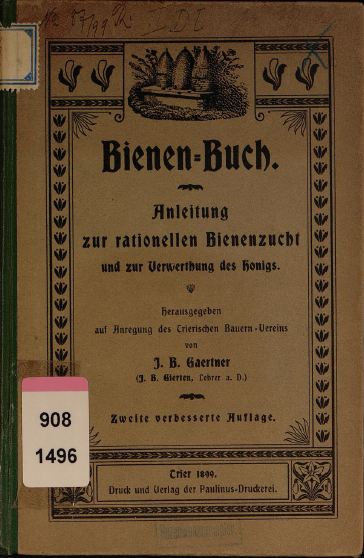 Bienen=Buch.
Anleitung
zur rationellen Bienenzucht
und zur Verwerthung des Honigs.
Herausgegeben
auf Anregung des Trierischen Bauern-Vereins
von
J. B. Gaertner
(J. B. Gierten, Lehrer a. D.)
Zweite verbesserte Auflage.
908
1496
Trier 1899.
Druck und Verlag der Paulinus-Druckerei.